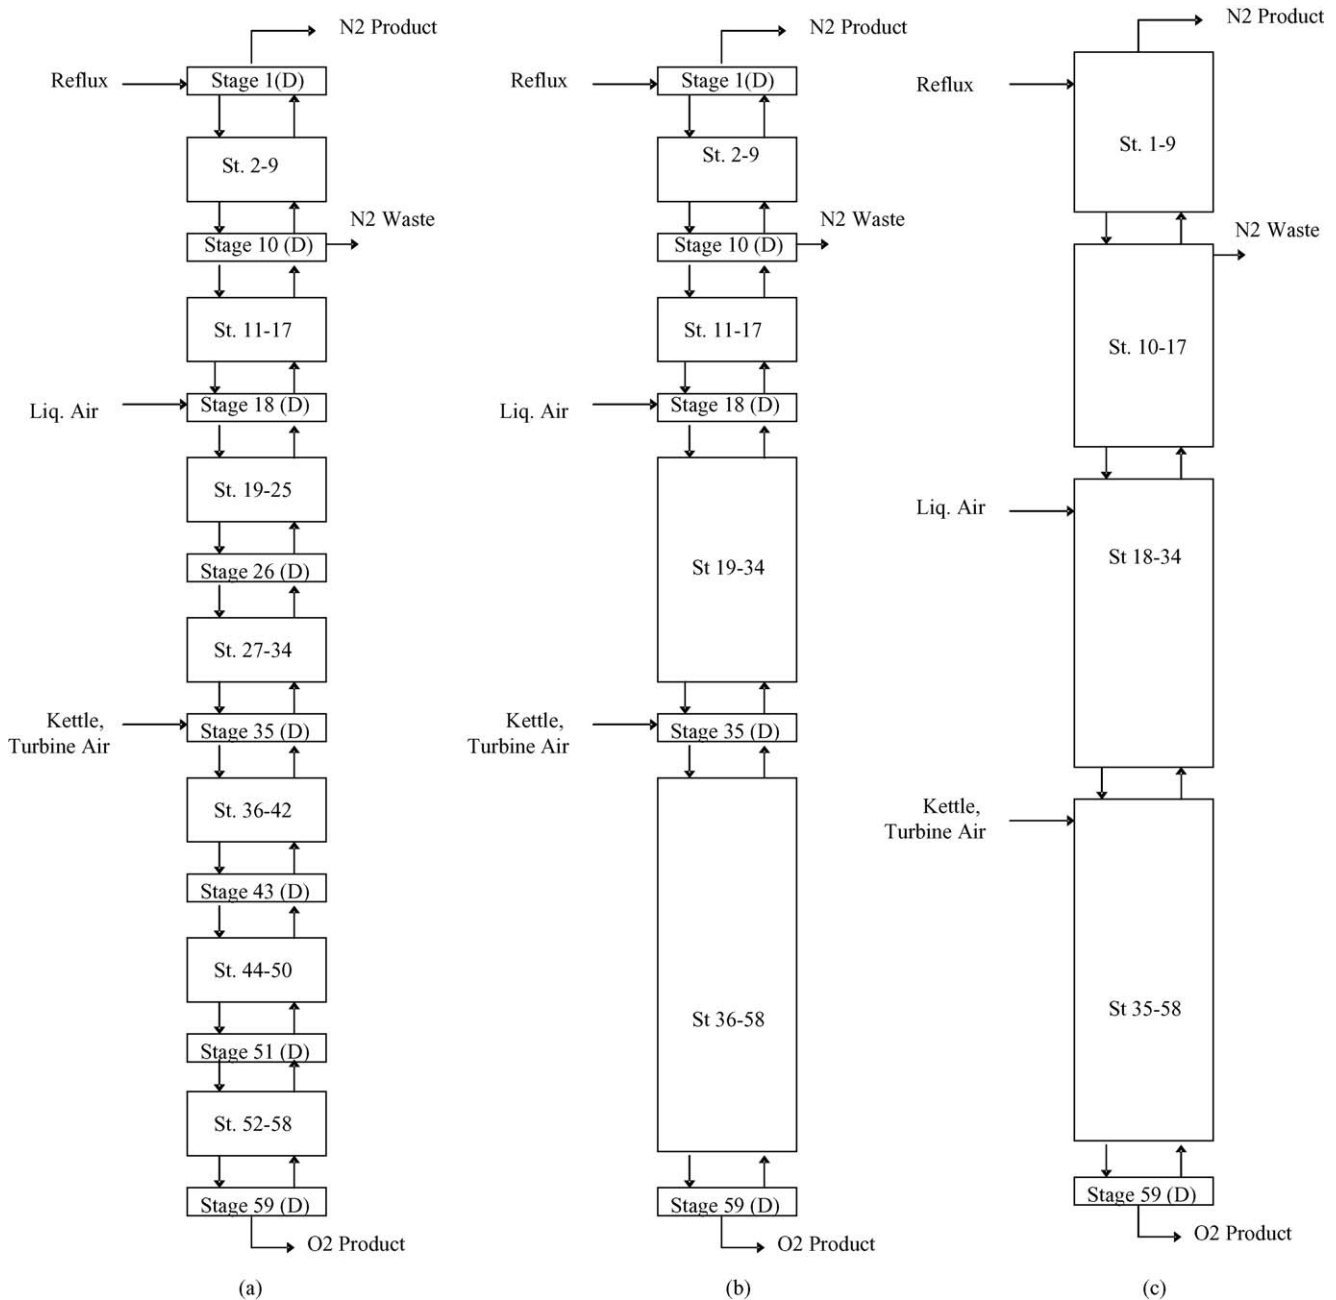 N2 Product
Reflux
Stage 1(D)
St. 2-9
N2 Waste
Stage 10 (D)
St. 11-17
Liq. Air
Stage 18 (D)
St. 19-25
Stage 26 (D)
St. 27-34
Kettle,
Turbine Air
Stage 35 (D)
St. 36-42
Stage 43 (D)
St. 44-50
Stage 51 (D)
St. 52-58
Stage 59 (D)
O2 Product
(a)
N2 Product
Reflux
Stage 1(D)
St. 2-9
N2 Waste
Stage 10 (D)
St. 11-17
Liq. Air
Stage 18 (D)
St 19-34
Kettle,
Turbine Air
Stage 35 (D)
St 36-58
Stage 59 (D)
O2 Product
(b)
N2 Product
Reflux
St. 1-9
N2 Waste
St. 10-17
Liq. Air
St 18-34
Kettle,
Turbine Air
St 35-58
Stage 59 (D)
O2 Product
(c)